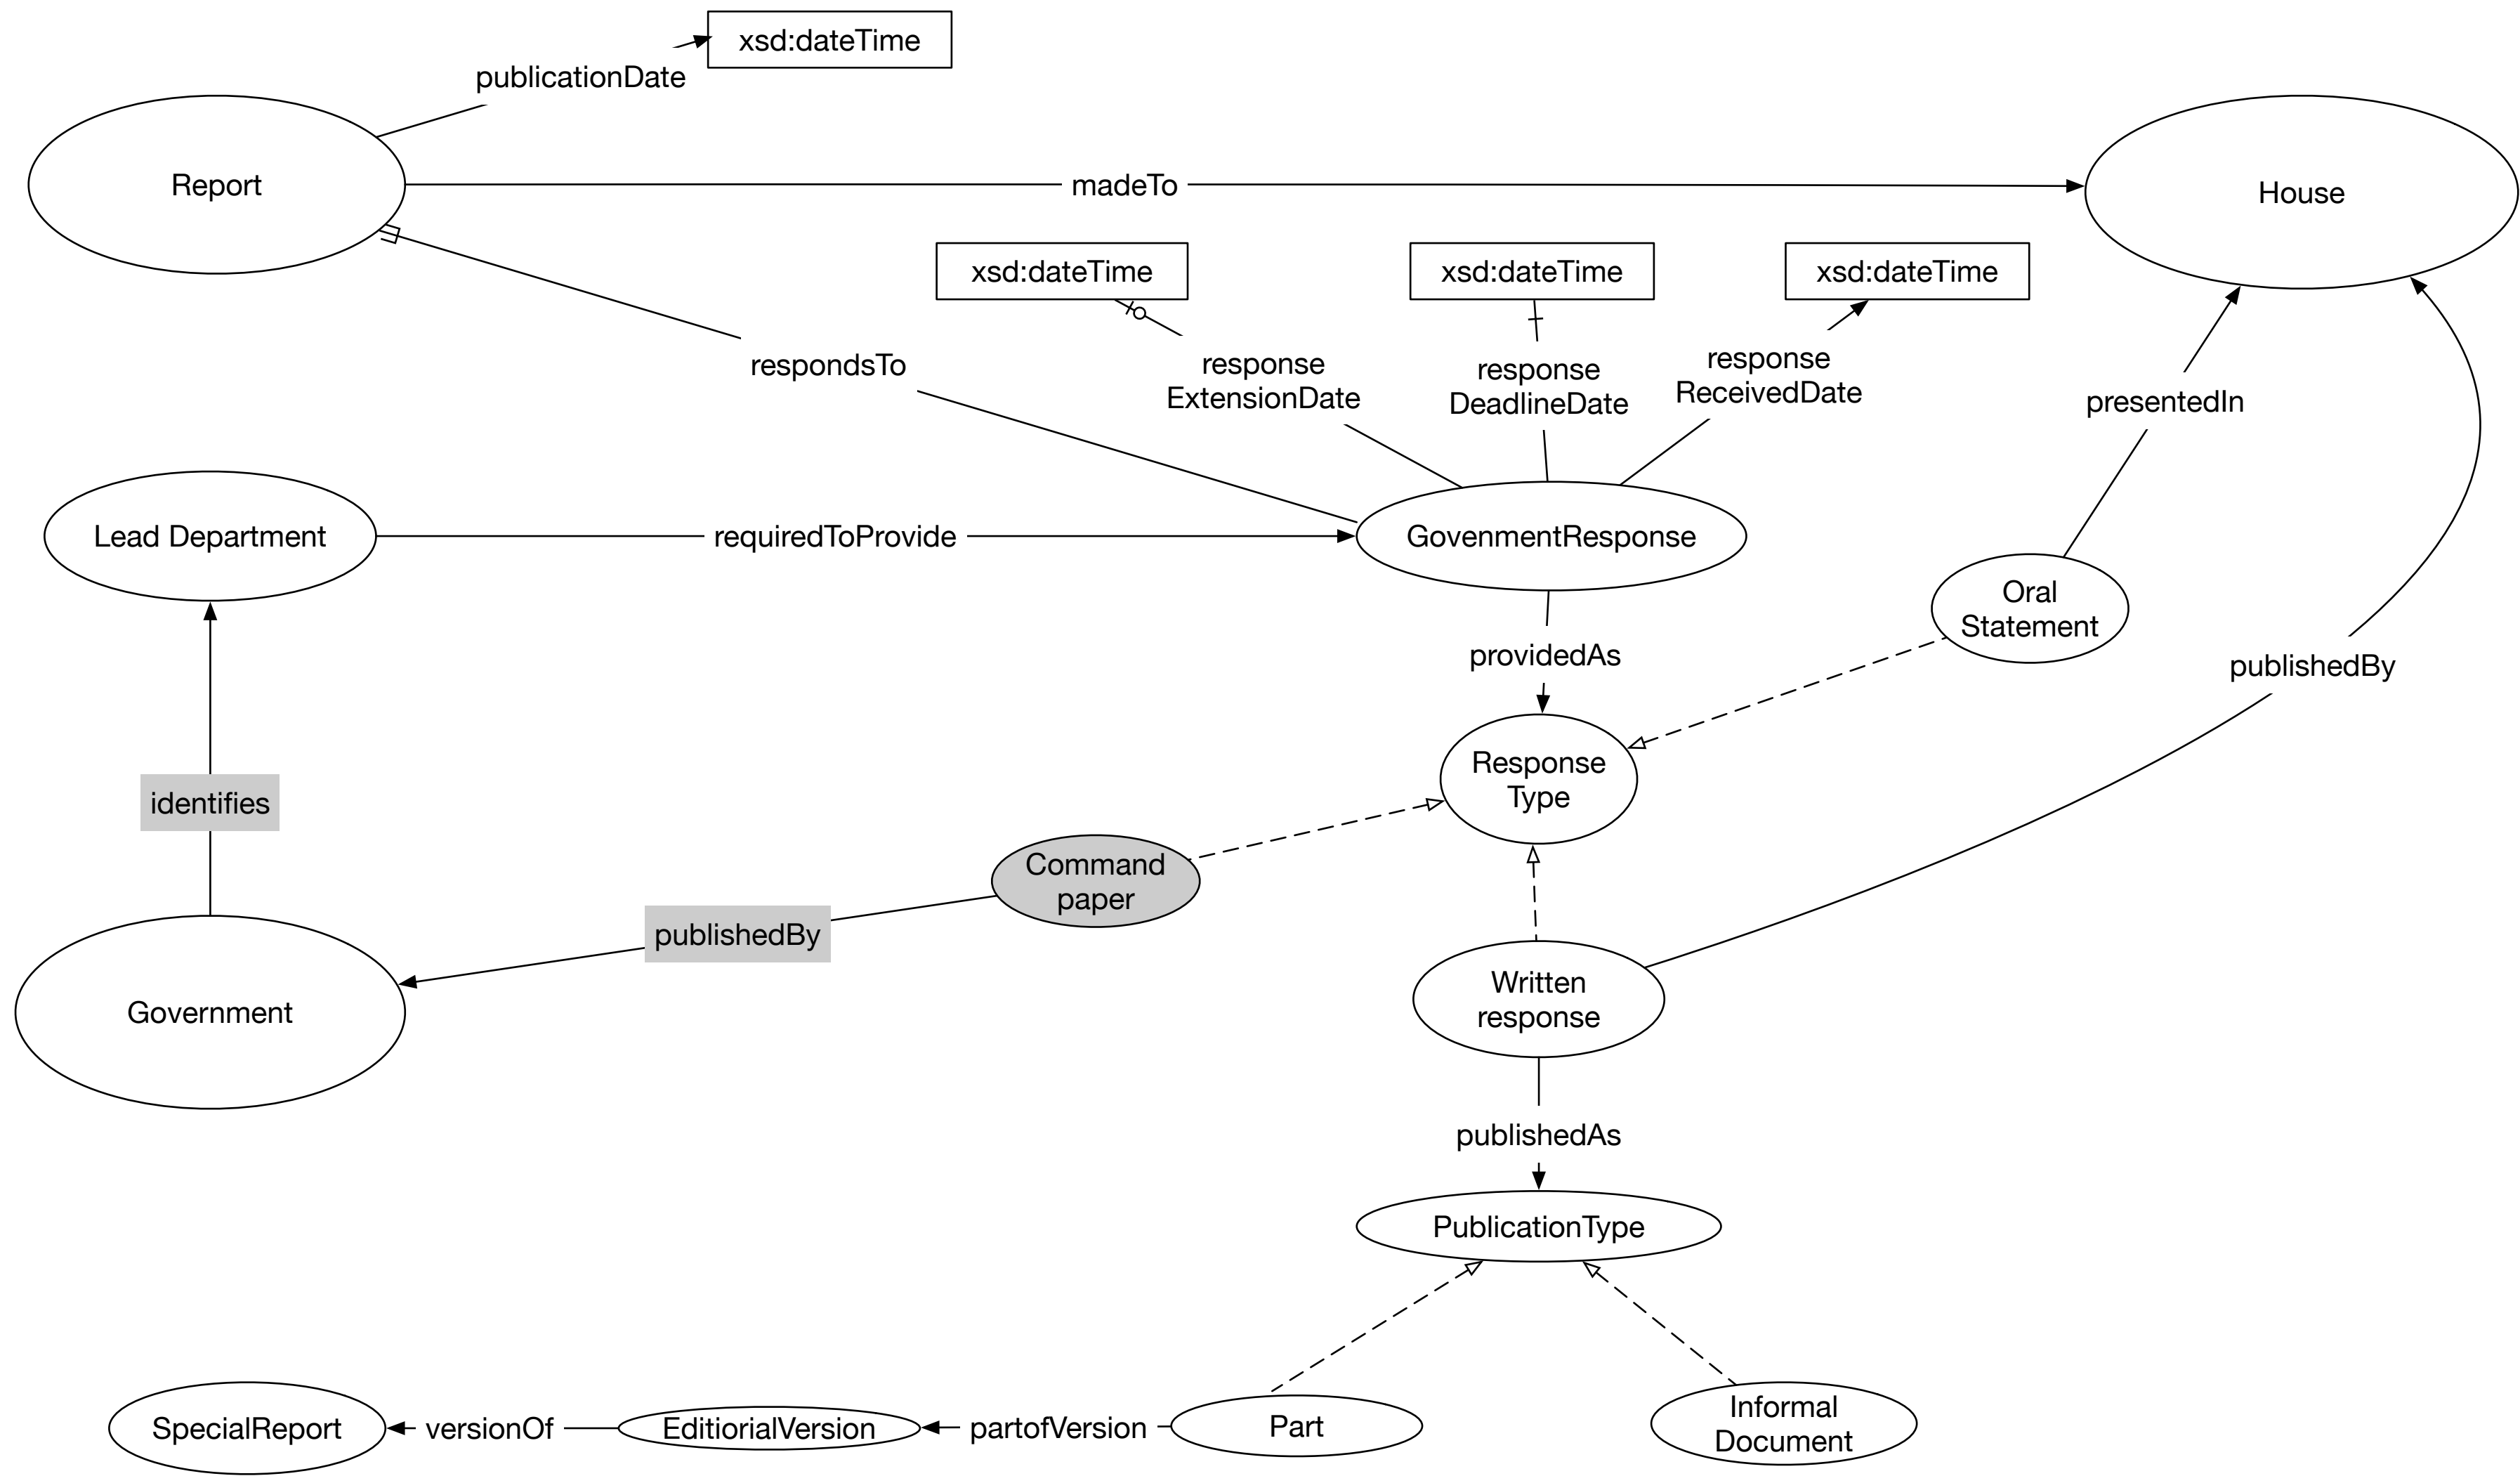 xsd:dateTime
publicationDate
Report
madeTo
House
xsd:dateTime
xsd:dateTime
xsd:dateTime
respondsTo
response
ExtensionDate
response
DeadlineDate
response
ReceivedDate
presentedIn
Lead Department
requiredToProvide
GovenmentResponse
Oral
Statement
providedAs
publishedBy
Response
Type
identifies
Command
paper
publishedBy
Government
Written
response
publishedAs
PublicationType
SpecialReport
versionOf
EditiorialVersion
partofVersion
Part
Informal
Document